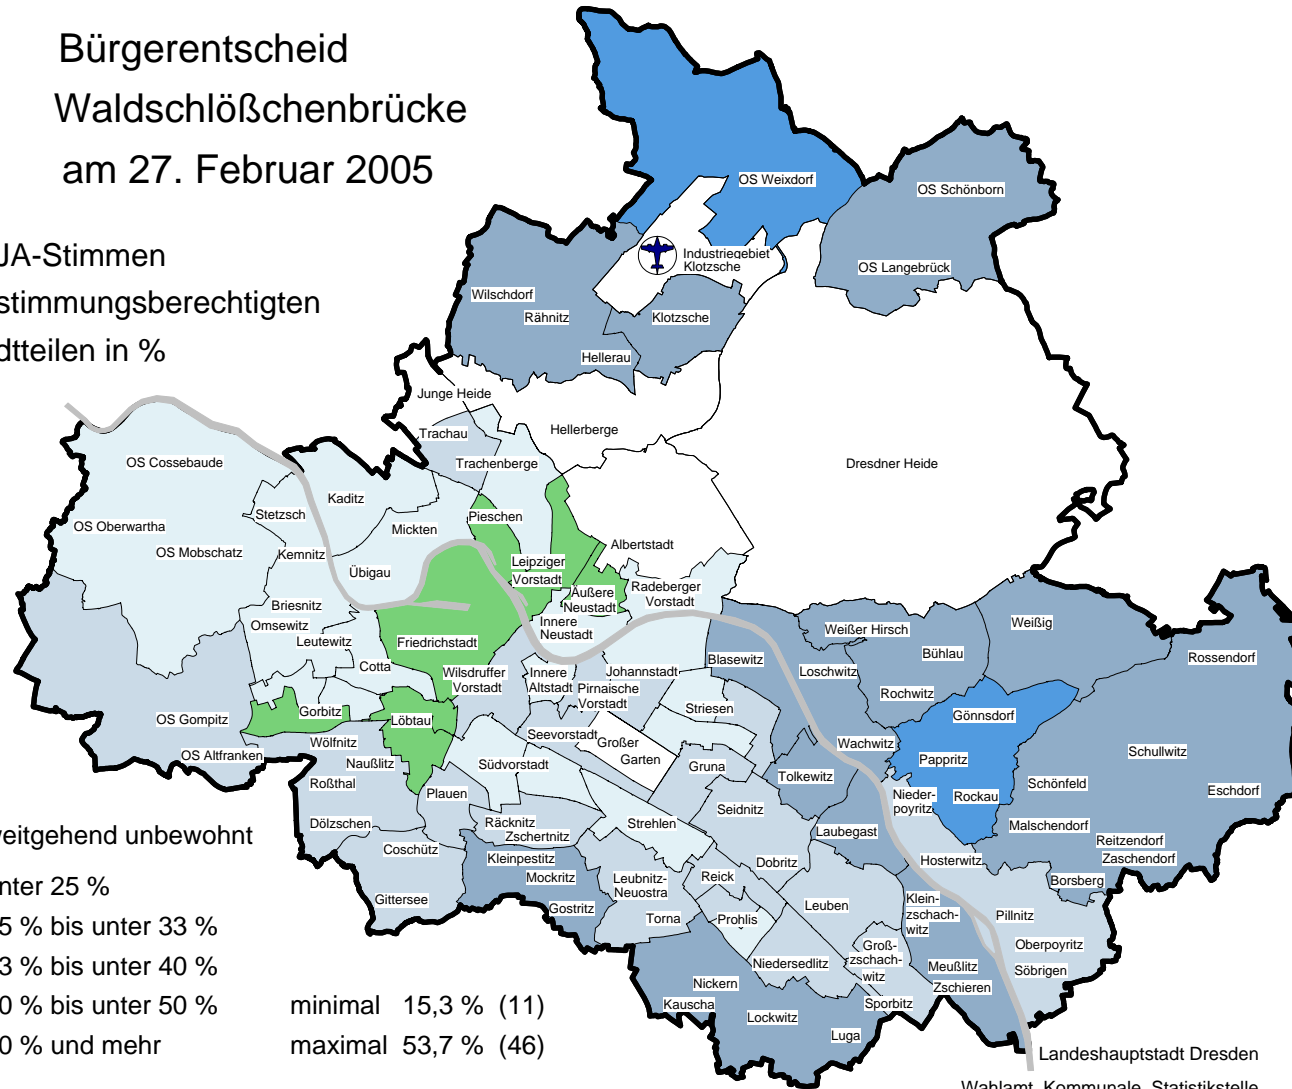 Bürgerentscheid
Waldschlößchenbrücke
am 27. Februar 2005
JA-Stimmen
stimmungsberechtigten
dtteilen in %
OS Weixdorf
OS Schönborn
OS Langebrück
Industriegebiet
Klotzsche
Wilschdorf
Rähnitz
Klotzsche
Hellerau
Junge Heide
Hellerberge
Trachau
Trachenberge
Dresdner Heide
OS Cossebaude
Kaditz
Stetzsch
Pieschen
OS Oberwartha
Mickten
OS Mobschatz
Kemnitz
Albertstadt
Übigau
Leipziger
Vorstadt
Äußere
Neustadt
Radeberger
Vorstadt
Briesnitz
Omsewitz
Leutewitz
Friedrichstadt
Innere
Neustadt
Weißig
Weißer Hirsch
Bühlau
Rossendorf
Cotta
Wilsdruffer
Vorstadt
Innere
Altstadt
Johannstadt
Pirnaische
Vorstadt
Blasewitz
Loschwitz
Rochwitz
Gönnsdorf
OS Gompitz
Gorbitz
Löbtau
Striesen
Seevorstadt
Großer
Garten
Wachwitz
OS Altfranken
Wölfnitz
Naußlitz
Südvorstadt
Gruna
Tolkewitz
Pappritz
Schullwitz
Roßthal
Plauen
Seidnitz
Nieder-
poyritz
Rockau
Schönfeld
Eschdorf
Dölzschen
Räcknitz
Zschertnitz
Strehlen
Laubegast
Malschendorf
Reitzendorf
Zaschendorf
Coschütz
Kleinpestitz
Mockritz
Dobritz
Hosterwitz
Borsberg
Gittersee
Gostritz
Leubnitz-
Neuostra
Reick
Leuben
Klein-
zschach-
witz
Pillnitz
Torna
Prohlis
Oberpoyritz
Niedersedlitz
Groß-
zschach-
witz
Meußlitz
Söbrigen
Nickern
Zschieren
Kauscha
Sporbitz
Lockwitz
Luga
weitgehend unbewohnt
nter 25 %
5 % bis unter 33 %
3 % bis unter 40 %
0 % bis unter 50 %
minimal 15,3 % (11)
0 % und mehr
maximal 53,7 % (46)
Landeshauptstadt Dresden
Wahlamt, Kommunale Statistikstelle